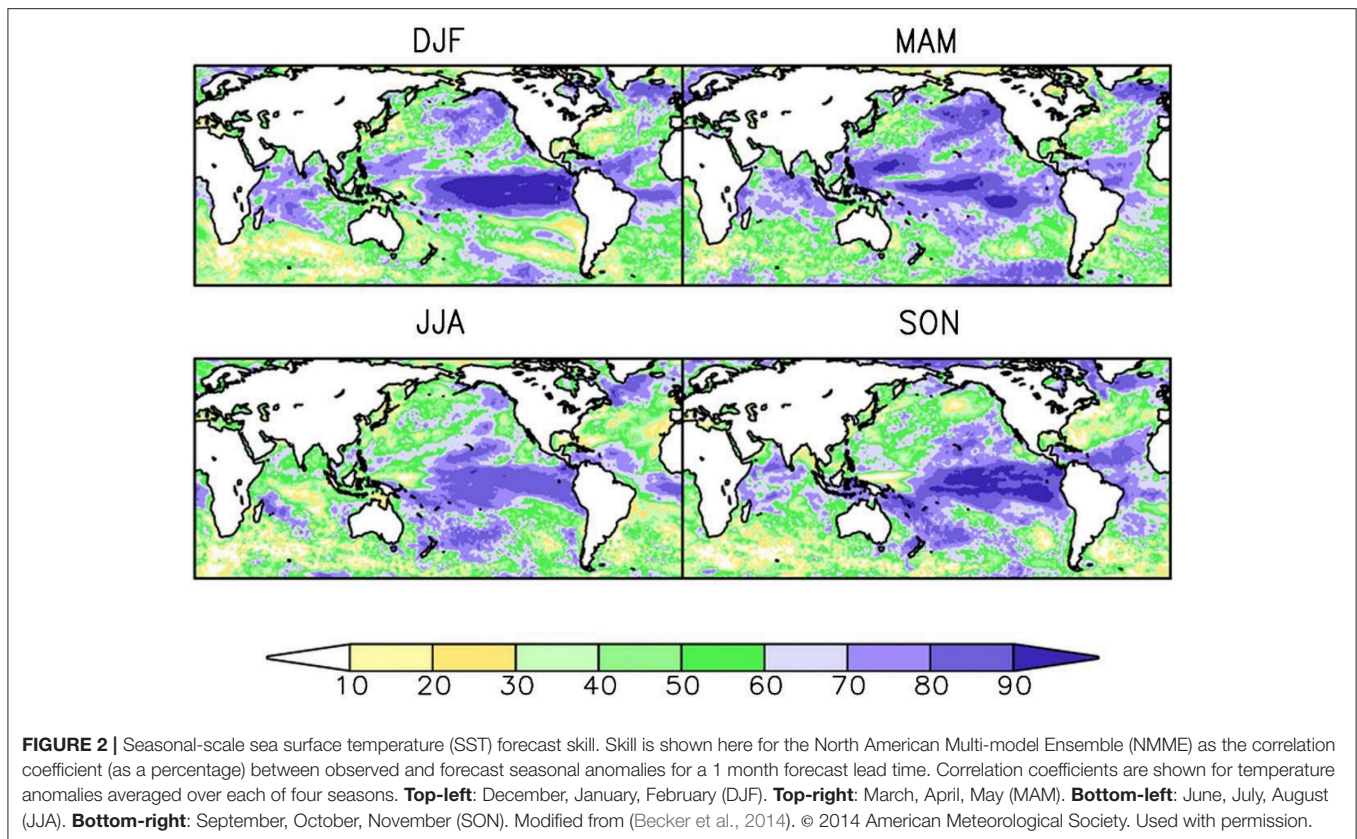 DJF
MAM
JJA
SON
10 20 30 40 50 60 70 80 90
FIGURE 2 | Seasonal-scale sea surface temperature (SST) forecast skill. Skill is shown here for the North American Multi-model Ensemble (NMME) as the correlation
coefficient (as a percentage) between observed and forecast seasonal anomalies for a 1 month forecast lead time. Correlation coefficients are shown for temperature
anomalies averaged over each of four seasons. Top-left: December, January, February (DJF). Top-right: March, April, May (MAM). Bottom-left: June, July, August
(JJA). Bottom-right: September, October, November (SON). Modified from (Becker et al., 2014). © 2014 American Meteorological Society. Used with permission.